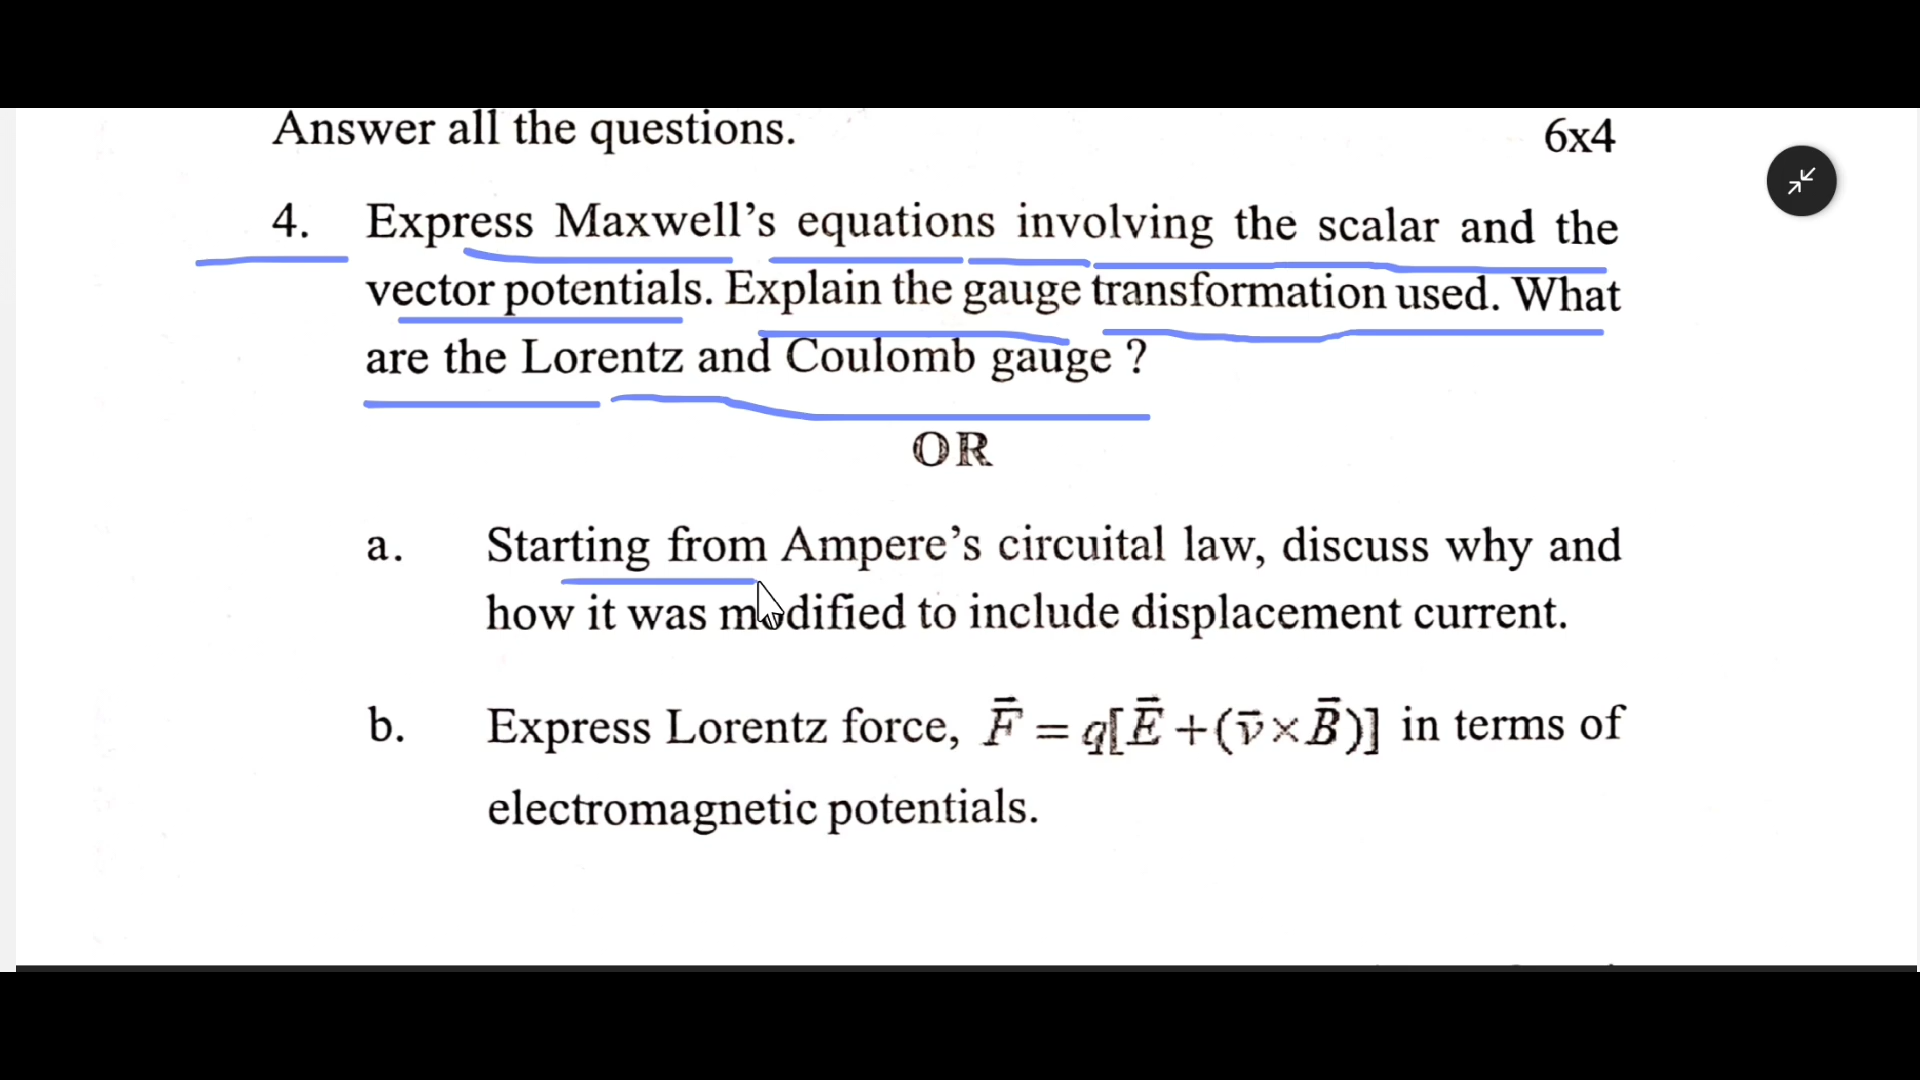 Answer all the questions. 6x4
4. Express Maxwell’s equations involving the scalar and the
vector potentials. Explain the gauge transformation used. What
are the Lorentz and Coulomb gauge ?
OR
a. Starting from Ampere’s circuital law, discuss why and
how it was modified to include displacement current.
b. Express Lorentz force, F⃗ = q[E⃗ + (v⃗ × B⃗)] in terms of
electromagnetic potentials.